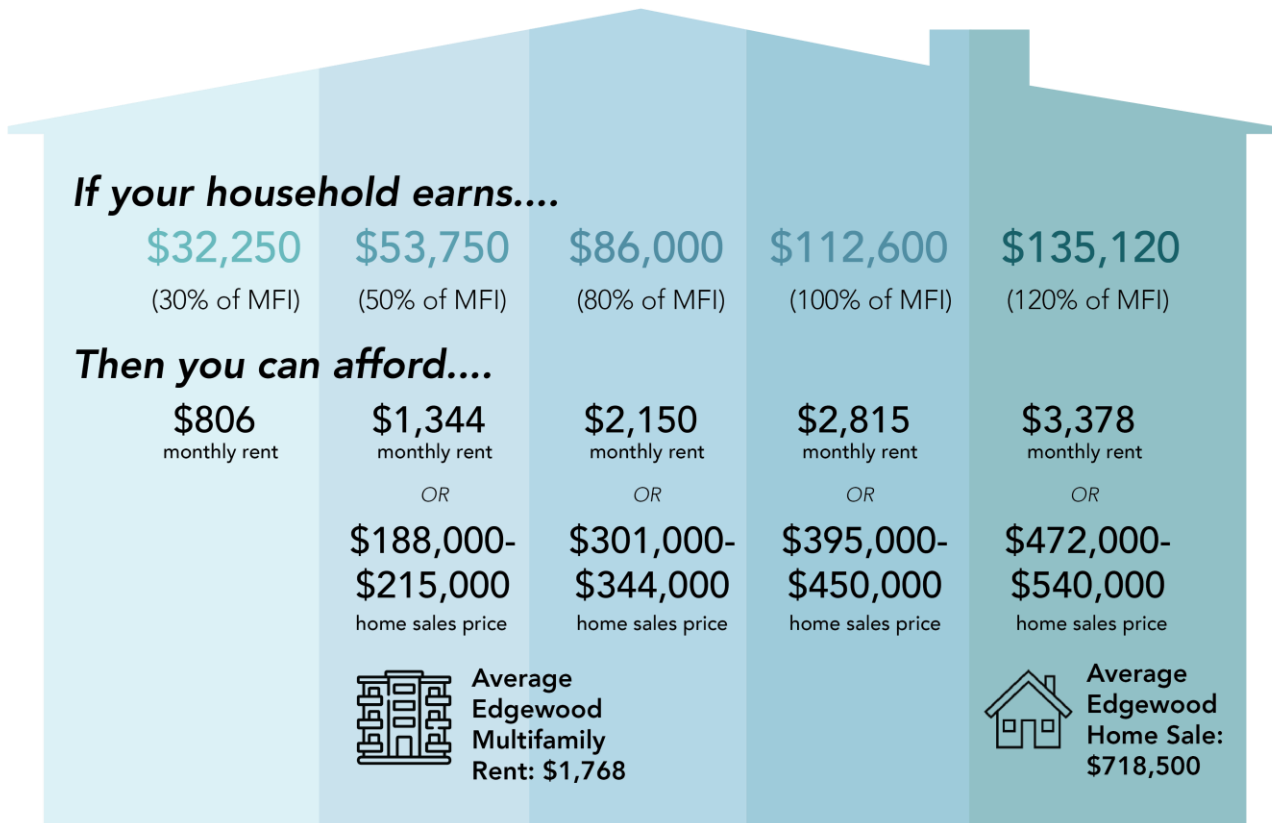 If your household earns....
$32,250 $53,750 $86,000 $112,600 $135,120
(30% of MFI) (50% of MFI) (80% of MFI) (100% of MFI) (120% of MFI)
Then you can afford....
$806 $1,344 $2,150 $2,815 $3,378
monthly rent monthly rent monthly rent monthly rent monthly rent
OR OR OR OR
$188,000- $301,000- $395,000- $472,000-
$215,000 $344,000 $450,000 $540,000
home sales price home sales price home sales price home sales price
Average
Edgewood
Multifamily
Rent: $1,768
Average
Edgewood
Home Sale:
$718,500